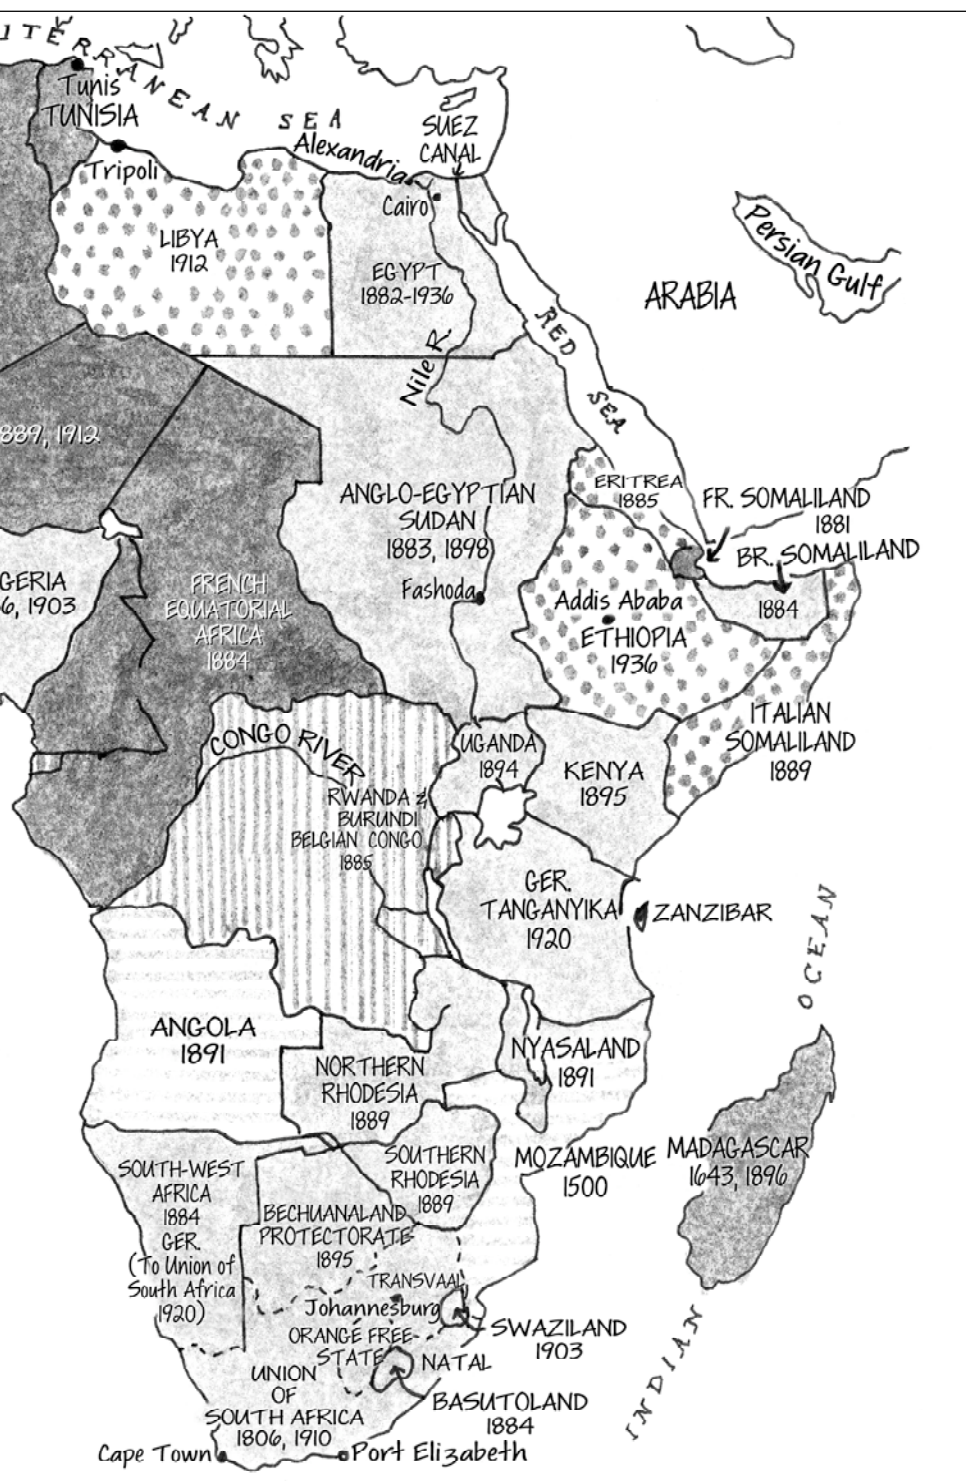 ITERRANEAN SEA
Tunis
TUNISIA
Tripoli
Alexandria
SUEZ
CANAL
Cairo
LIBYA
1912
EGYPT
1882-1936
Nile R.
RED SEA
ARABIA
Persian Gulf
889, 1912
ANGLO-EGYPTIAN
SUDAN
1883, 1898
Fashoda
ERITREA
1885
FR. SOMALILAND
1881
BR. SOMALILAND
1884
Addis Ababa
ETHIOPIA
1936
ITALIAN
SOMALILAND
1889
GERIA
6, 1903
FRENCH
EQUATORIAL
AFRICA
1884
CONGO RIVER
RWANDA &
BURUNDI
BELGIAN CONGO
1885
UGANDA
1894
KENYA
1895
GER.
TANGANYIKA
1920
ZANZIBAR
ANGOLA
1891
NORTHERN
RHODESIA
1889
NYASALAND
1891
MOZAMBIQUE
1500
MADAGASCAR
1643, 1896
INDIAN OCEAN
SOUTHERN
RHODESIA
1889
SOUTH-WEST
AFRICA
1884
GER.
(To Union of
South Africa
1920)
BECHUANALAND
PROTECTORATE
1895
TRANSVAAL
Johannesburg
ORANGE FREE-
STATE
SWAZILAND
1903
NATAL
BASUTOLAND
1884
UNION
OF
SOUTH AFRICA
1806, 1910
Cape Town
Port Elizabeth